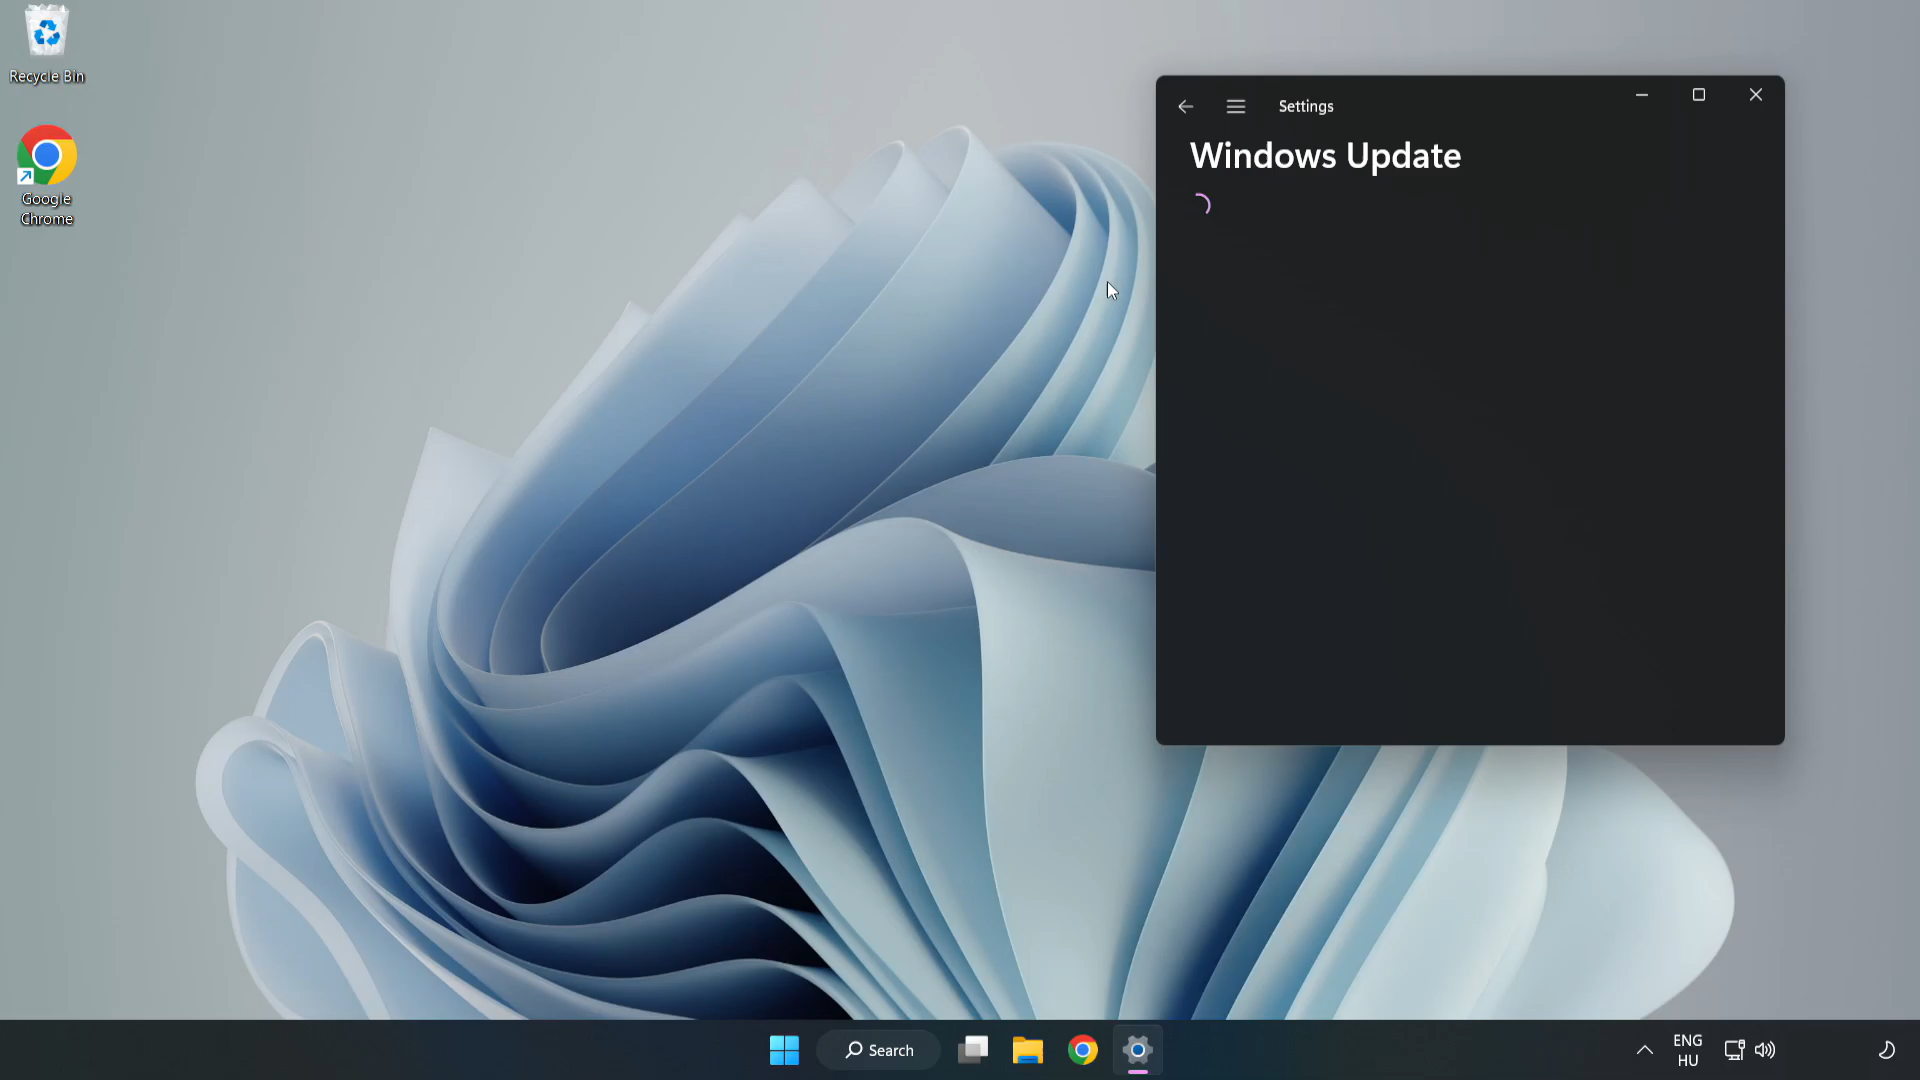 Recycle Bin
Google
Chrome
Settings
Windows Update
Search
ENG
HU